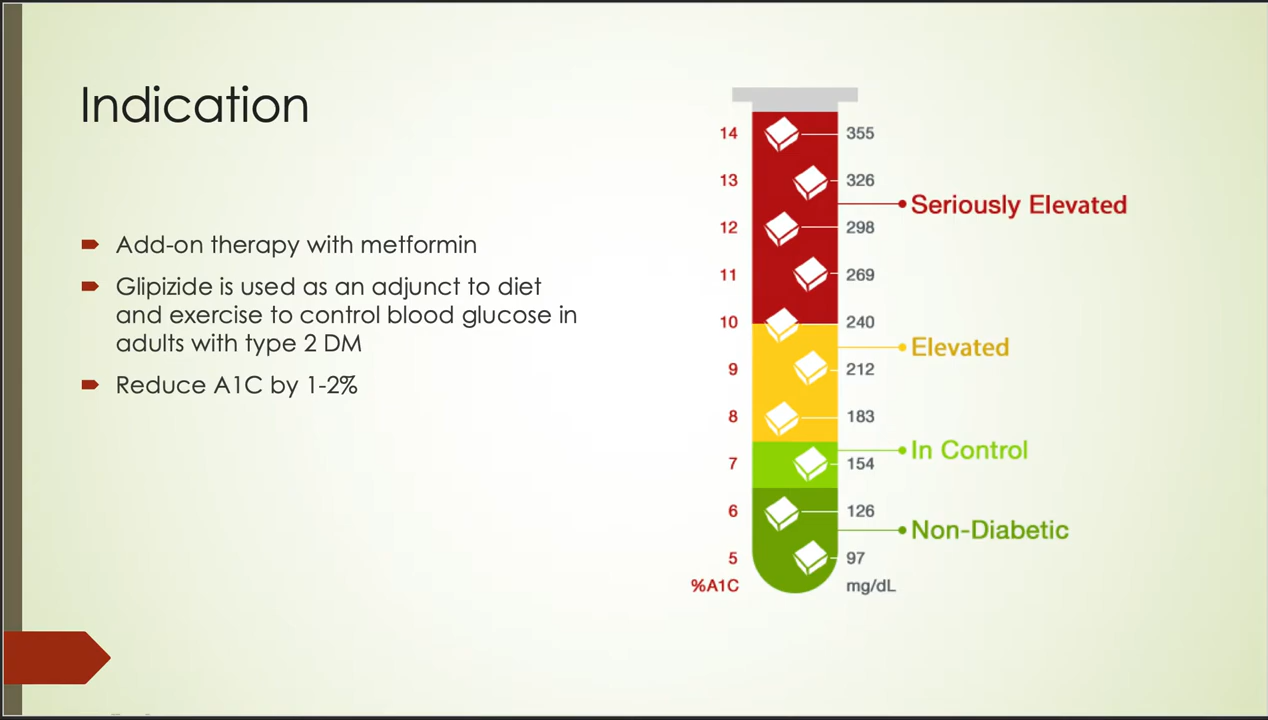 Indication
Add-on therapy with metformin
Glipizide is used as an adjunct to diet
and exercise to control blood glucose in
adults with type 2 DM
Reduce A1C by 1-2%
14 355
13 326
Seriously Elevated
12 298
11 269
10 240
Elevated
9 212
8 183
In Control
7 154
6 126
Non-Diabetic
5 97
%A1C mg/dL